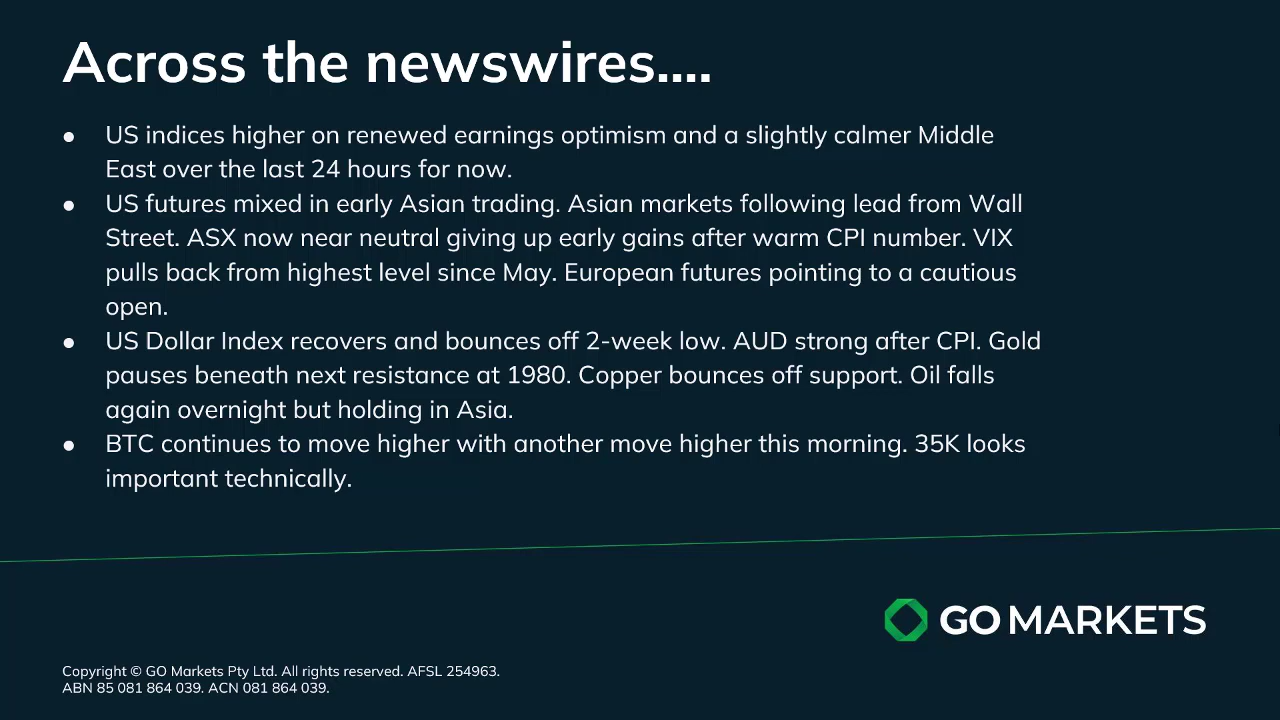 Across the newswires....
● US indices higher on renewed earnings optimism and a slightly calmer Middle
East over the last 24 hours for now.
● US futures mixed in early Asian trading. Asian markets following lead from Wall
Street. ASX now near neutral giving up early gains after warm CPI number. VIX
pulls back from highest level since May. European futures pointing to a cautious
open.
● US Dollar Index recovers and bounces off 2-week low. AUD strong after CPI. Gold
pauses beneath next resistance at 1980. Copper bounces off support. Oil falls
again overnight but holding in Asia.
● BTC continues to move higher with another move higher this morning. 35K looks
important technically.
GO MARKETS
Copyright © GO Markets Pty Ltd. All rights reserved. AFSL 254963.
ABN 85 081 864 039. ACN 081 864 039.